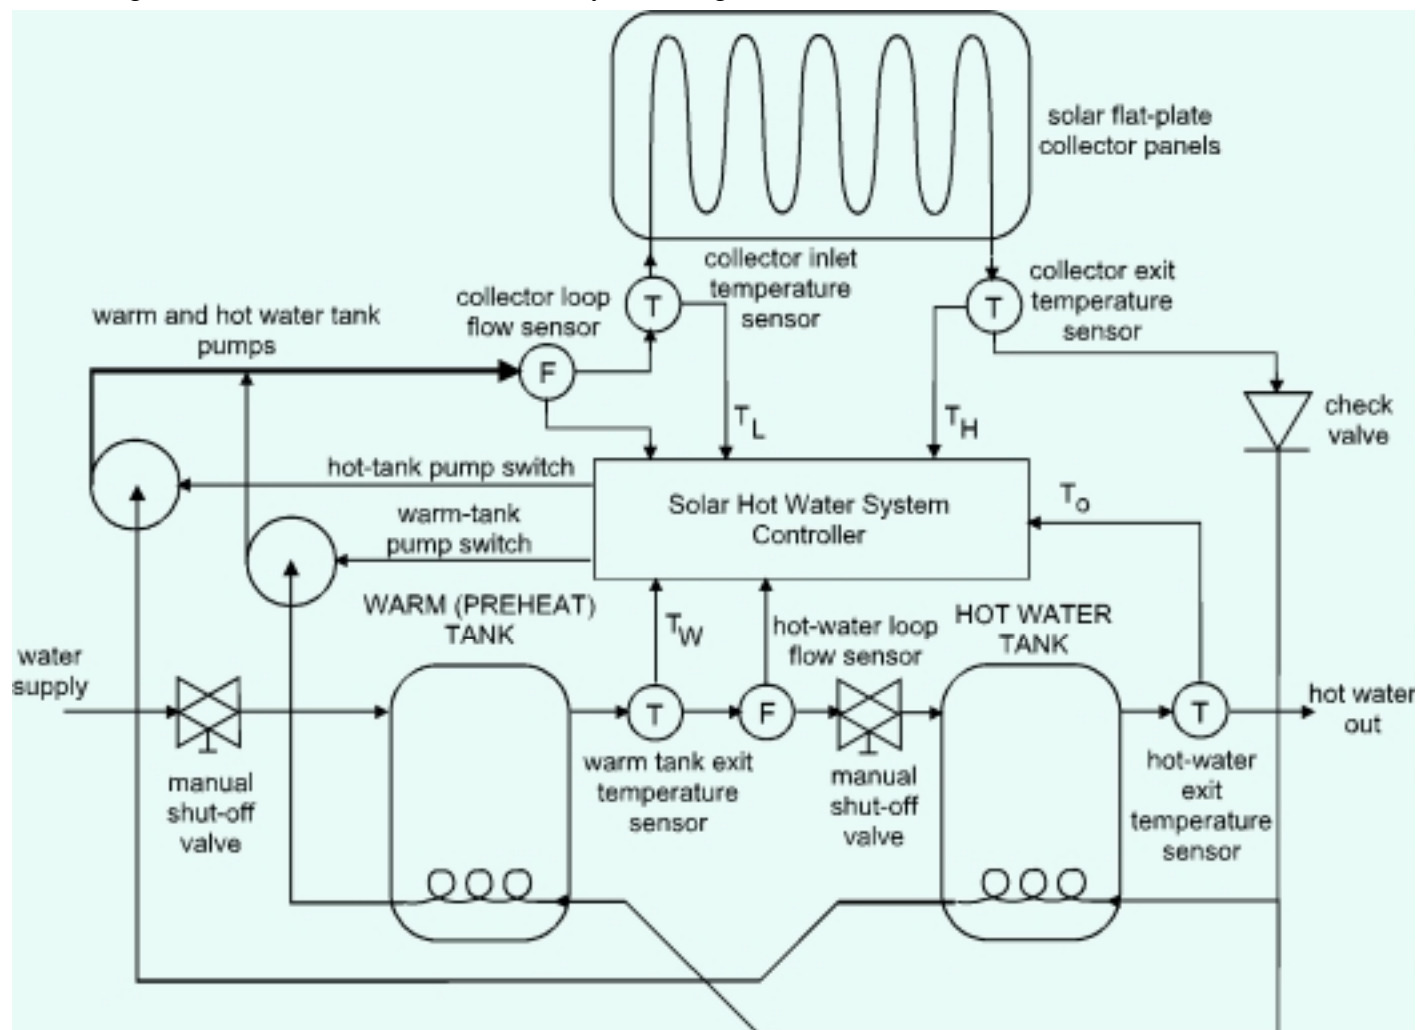 solar flat-plate
collector panels
collector inlet
temperature
sensor
collector exit
temperature
sensor
collector loop
flow sensor
warm and hot water tank
pumps
T
T
F
T
L
T
H
check
valve
hot-tank pump switch
warm-tank
pump switch
Solar Hot Water System
Controller
T
o
WARM (PREHEAT)
TANK
T
W
hot-water loop
flow sensor
HOT WATER
TANK
water
supply
T
F
T
hot water
out
manual
shut-off
valve
warm tank exit
temperature
sensor
manual
shut-off
valve
hot-water
exit
temperature
sensor